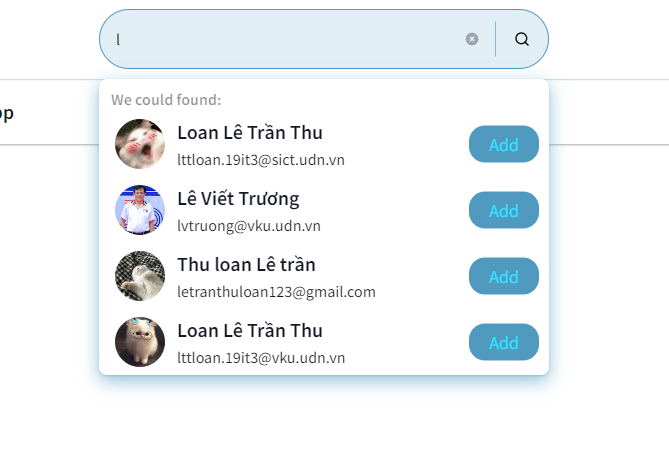 l
We could found:
Loan Lê Trần Thu
lttloan.19it3@sict.udn.vn
Add
Lê Viết Trương
lvtruong@vku.udn.vn
Add
Thu loan Lê trần
letranthuloan123@gmail.com
Add
Loan Lê Trần Thu
lttloan.19it3@vku.udn.vn
Add